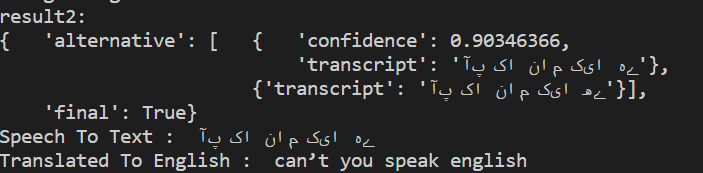 result2:
{ 'alternative': [ { 'confidence': 0.90346366,
'transcript': 'آپ کا نام کیا ہے'},
{'transcript': 'آپ کا نام کیا ھے'}],
'final': True}
Speech To Text : آپ کا نام کیا ہے
Translated To English : can’t you speak english